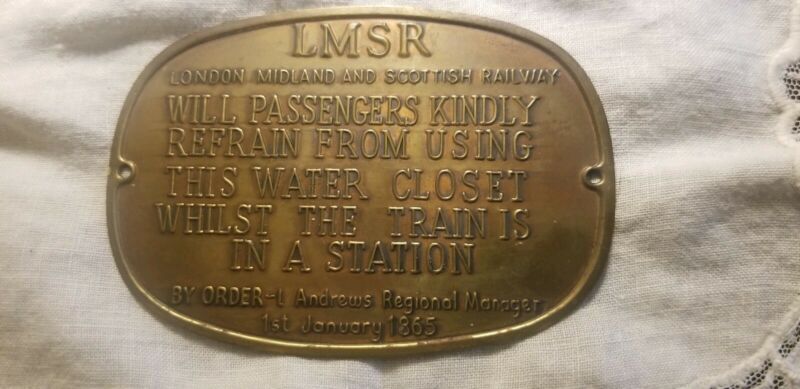 LMSR
LONDON MIDLAND AND SCOTTISH RAILWAY
WILL PASSENGERS KINDLY
REFRAIN FROM USING
THIS WATER CLOSET
WHILST THE TRAIN IS
IN A STATION
BY ORDER-L Andrews Regional Manager
1st January 1865